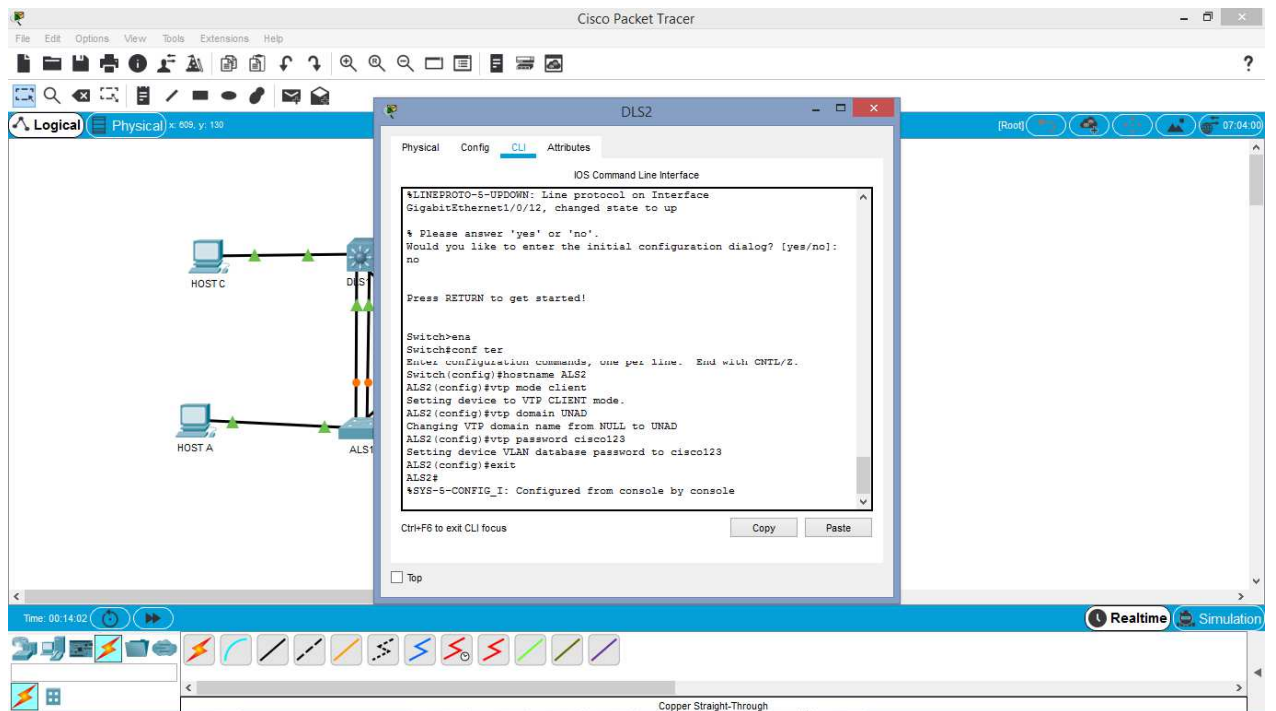 Cisco Packet Tracer
File Edit Options View Tools Extensions Help
?
Logical Physical x: 609, y: 130
[Root] 07:04:00
DLS2
Physical Config CLI Attributes
IOS Command Line Interface
%LINEPROTO-5-UPDOWN: Line protocol on Interface
GigabitEthernet1/0/12, changed state to up
% Please answer 'yes' or 'no'.
Would you like to enter the initial configuration dialog? [yes/no]:
no
Press RETURN to get started!
Switch>ena
Switch#conf ter
Enter configuration commands, one per line. End with CNTL/Z.
Switch(config)#hostname ALS2
ALS2(config)#vtp mode client
Setting device to VTP CLIENT mode.
ALS2(config)#vtp domain UNAD
Changing VTP domain name from NULL to UNAD
ALS2(config)#vtp password cisco123
Setting device VLAN database password to cisco123
ALS2(config)#exit
ALS2#
%SYS-5-CONFIG_I: Configured from console by console
Ctrl+F6 to exit CLI focus
Copy Paste
Top
HOST C
DLS1
HOST A
ALS1
Time: 00:14:02
Realtime Simulation
Copper Straight-Through